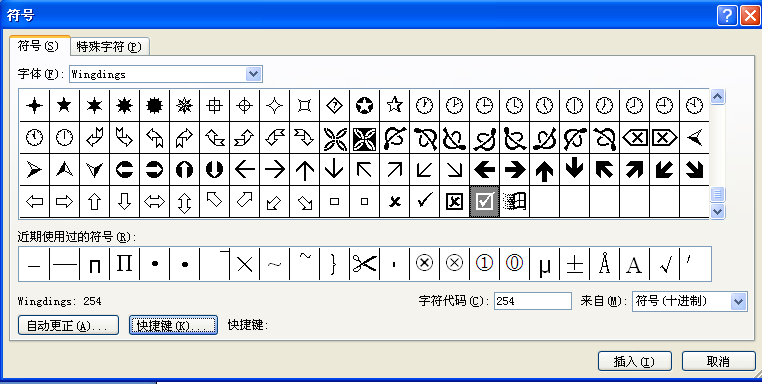 符号
符号(S) 特殊字符(P)
字体(F): Wingdings
近期使用过的符号(R):
Wingdings: 254 字符代码(C): 254 来自(M): 符号(十进制)
自动更正(A)... 快捷键(K)... 快捷键:
插入(I) 取消